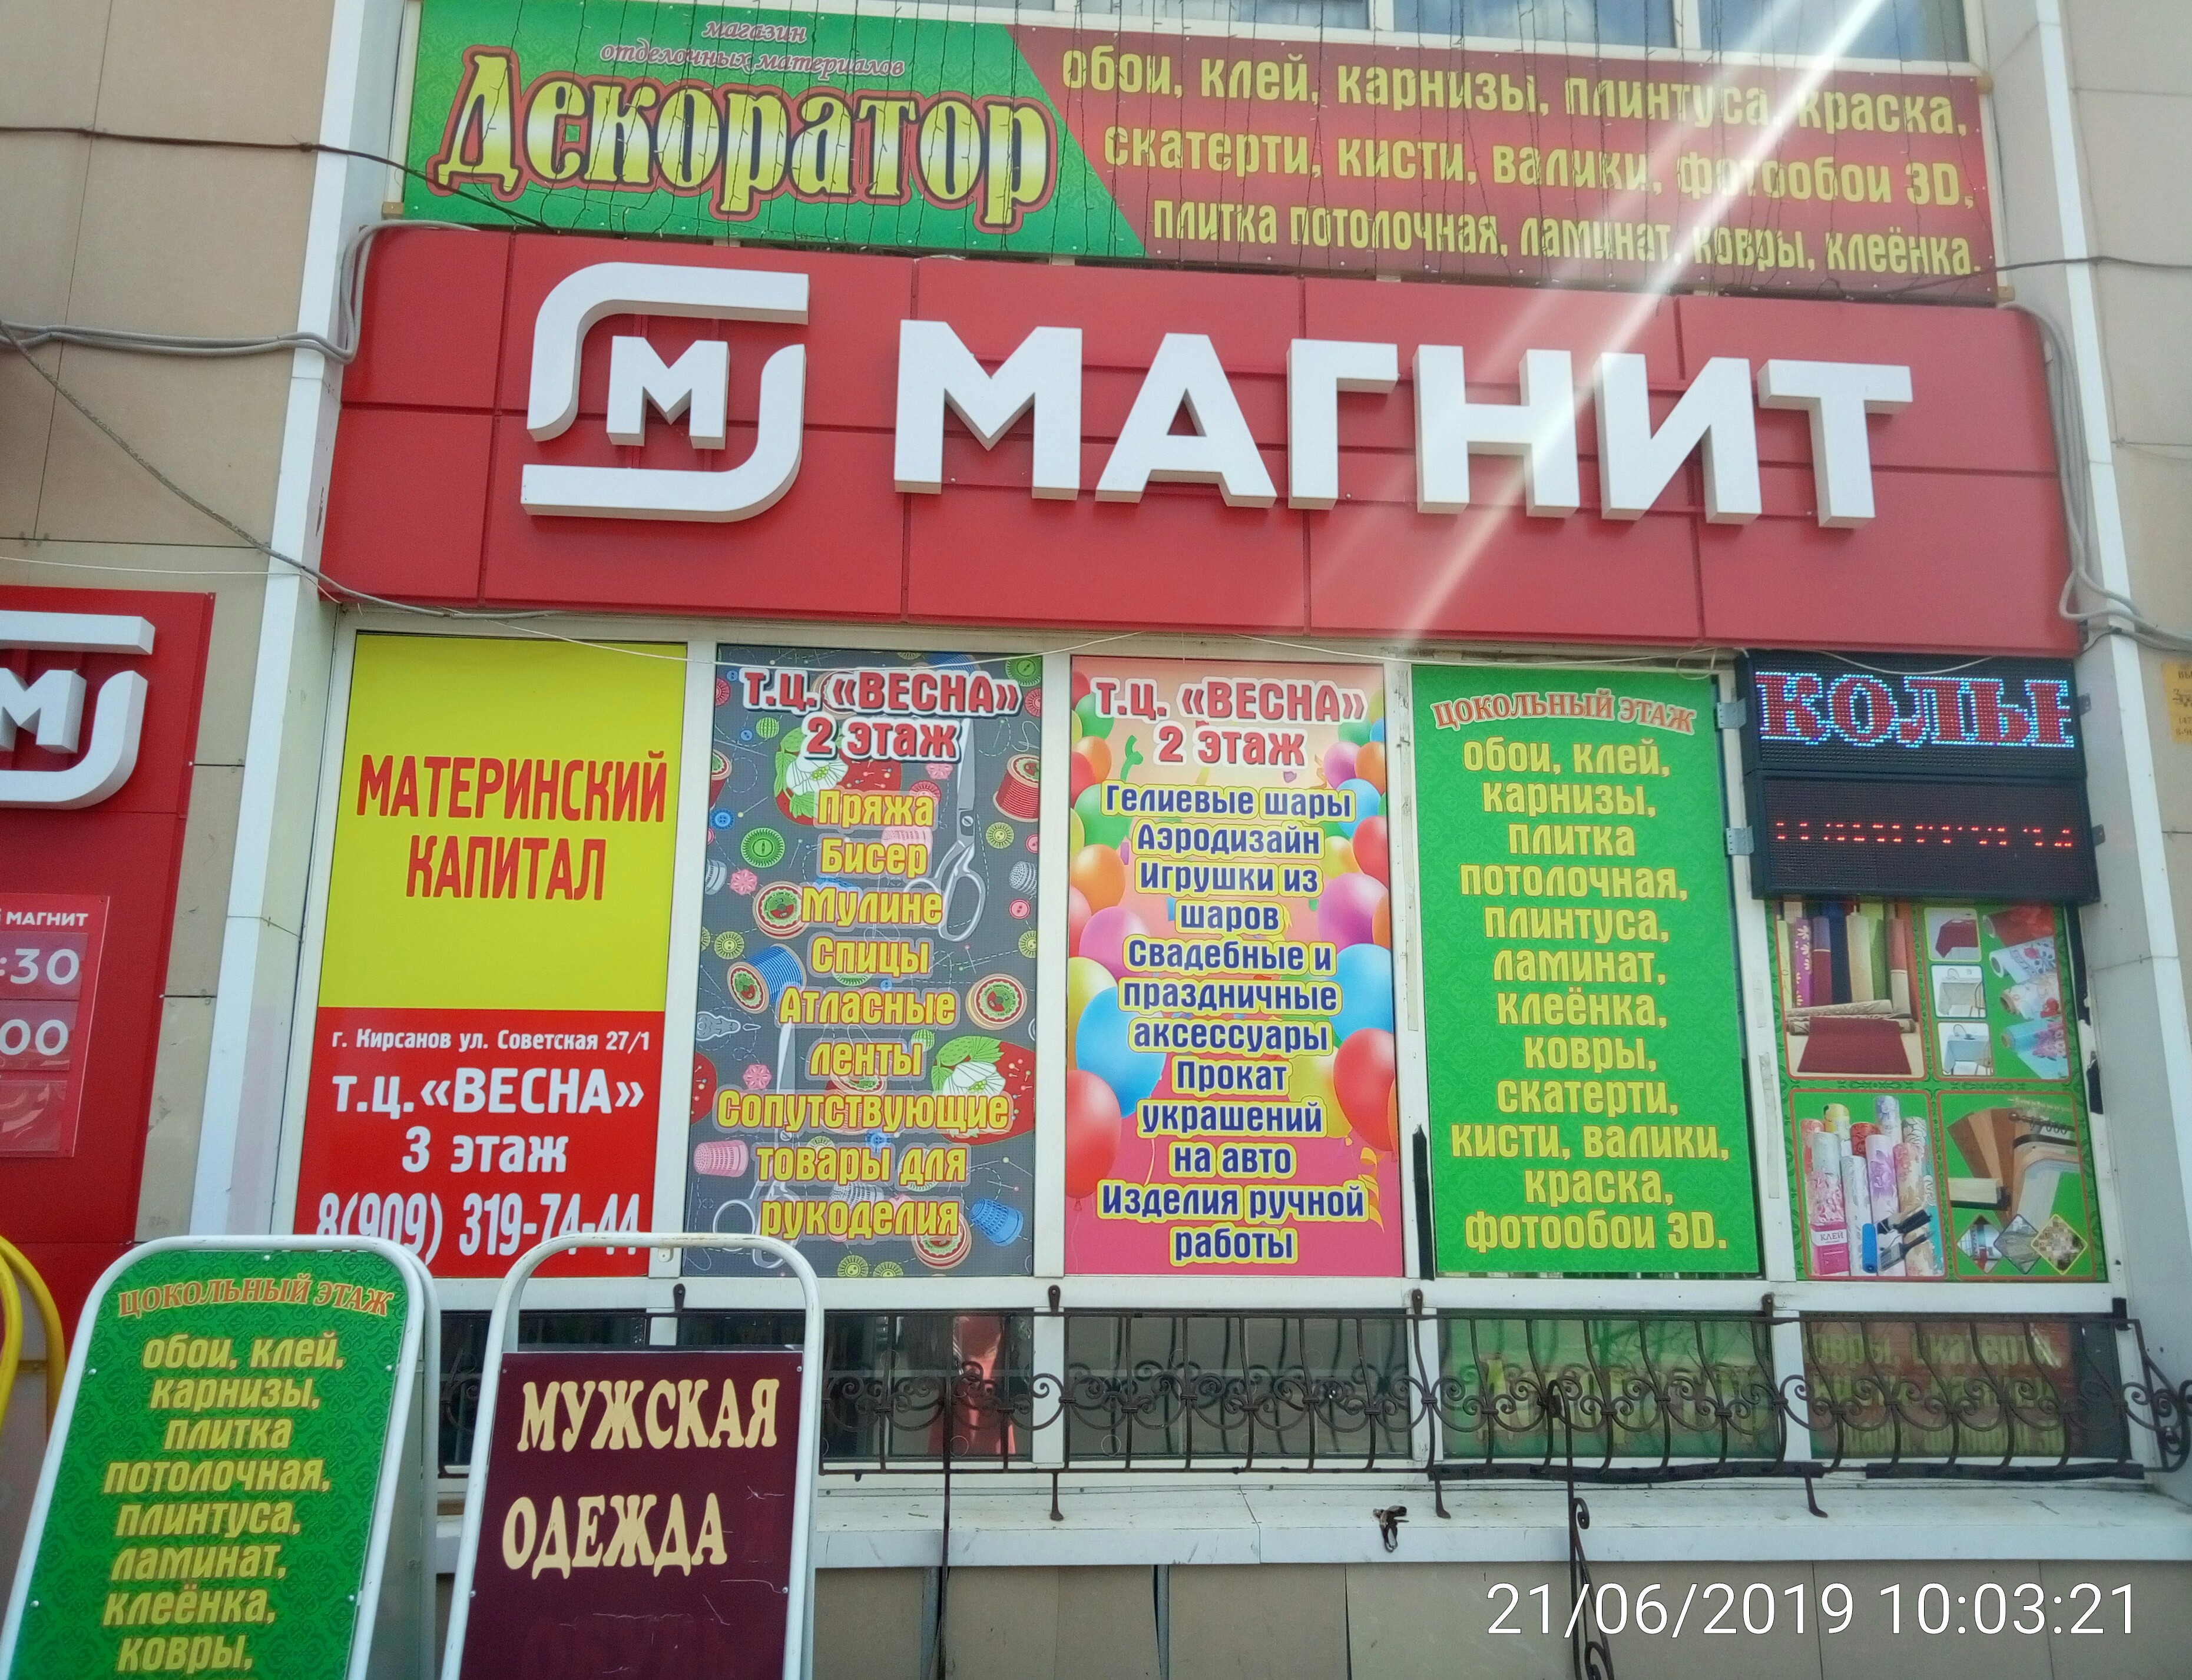 магазин
отделочных материалов
Декоратор
обои, клей, карнизы, плинтуса, краска,
скатерти, кисти, валики, фотообои 3D,
плитка потолочная, ламинат, ковры, клеёнка.
М МАГНИТ
М
МАГНИТ
:30
00
МАТЕРИНСКИЙ
КАПИТАЛ
г. Кирсанов ул. Советская 27/1
т.ц.«ВЕСНА»
3 этаж
8(909) 319-74-44
т.ц. «ВЕСНА»
2 этаж
Пряжа
Бисер
Мулине
Спицы
Атласные
ленты
Сопутствующие
товары для
рукоделия
т.ц. «ВЕСНА»
2 этаж
Гелиевые шары
Аэродизайн
Игрушки из
шаров
Свадебные и
праздничные
аксессуары
Прокат
украшений
на авто
Изделия ручной
работы
ЦОКОЛЬНЫЙ ЭТАЖ
обои, клей,
карнизы,
плитка
потолочная,
плинтуса,
ламинат,
клеёнка,
ковры,
скатерти,
кисти, валики,
краска,
фотообои 3D.
КОЛЬЕ
КЛЕЙ
ЦОКОЛЬНЫЙ ЭТАЖ
обои, клей,
карнизы,
плитка
потолочная,
плинтуса,
ламинат,
клеёнка,
ковры,
МУЖСКАЯ
ОДЕЖДА
21/06/2019 10:03:21